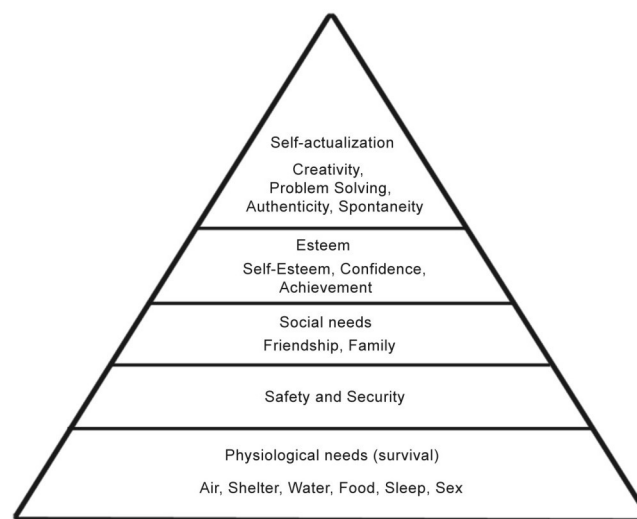 Self-actualization
Creativity,
Problem Solving,
Authenticity, Spontaneity
Esteem
Self-Esteem, Confidence,
Achievement
Social needs
Friendship, Family
Safety and Security
Physiological needs (survival)
Air, Shelter, Water, Food, Sleep, Sex